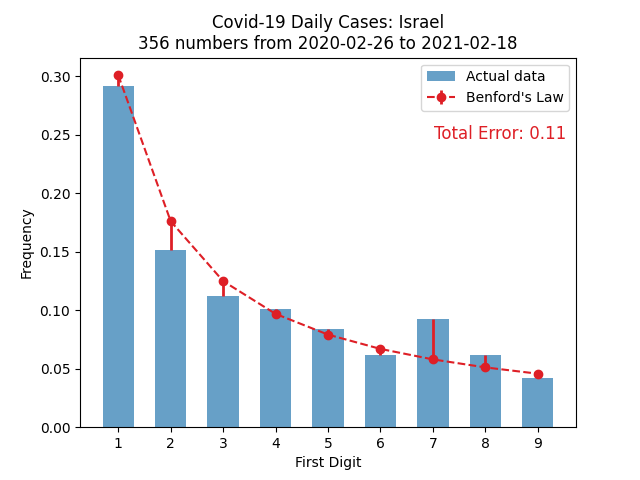 Covid-19 Daily Cases: Israel
356 numbers from 2020-02-26 to 2021-02-18
Actual data
Benford's Law
Total Error: 0.11
Frequency
0.30
0.25
0.20
0.15
0.10
0.05
0.00
1 2 3 4 5 6 7 8 9
First Digit